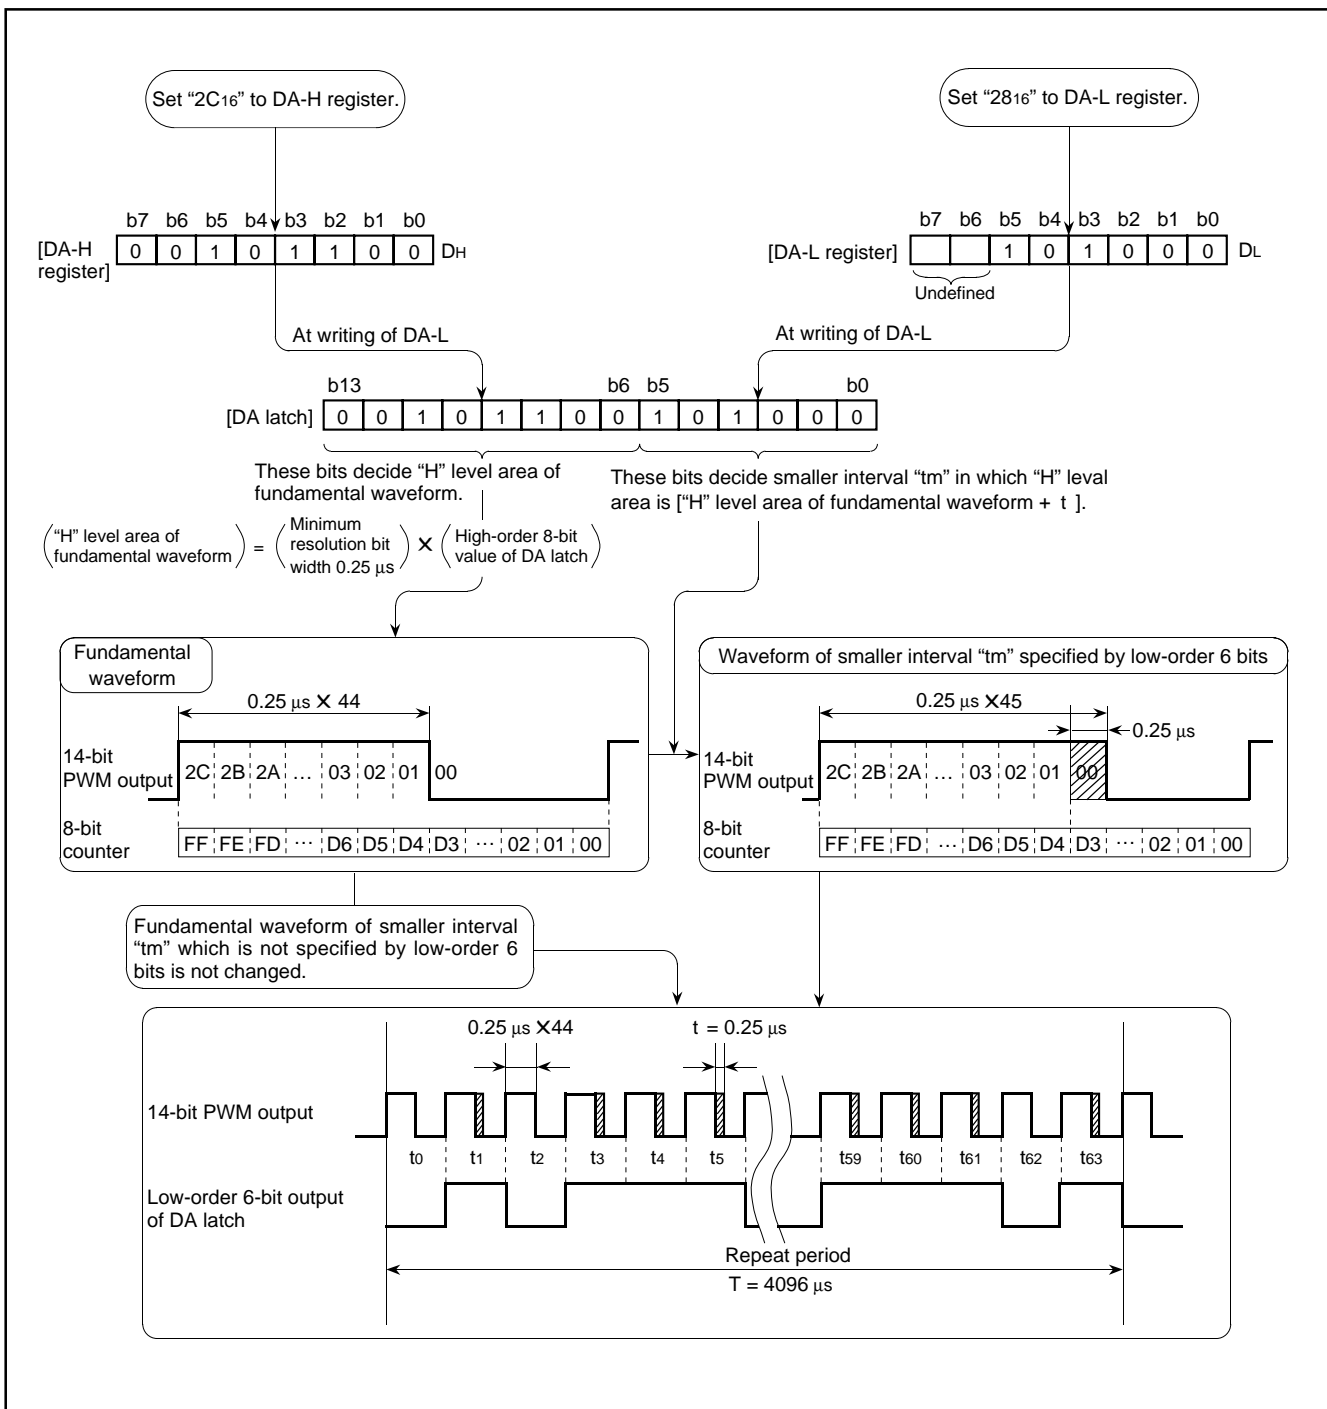 Set “2C16” to DA-H register.
Set “2816” to DA-L register.
b7 b6 b5 b4 b3 b2 b1 b0
[DA-H register] 0 0 1 0 1 1 0 0 DH
b7 b6 b5 b4 b3 b2 b1 b0
[DA-L register] 1 0 1 0 0 0 DL
Undefined
At writing of DA-L
At writing of DA-L
b13 b6 b5 b0
[DA latch] 0 0 1 0 1 1 0 0 1 0 1 0 0 0
These bits decide “H” level area of
fundamental waveform.
These bits decide smaller interval “tm” in which “H” leval
area is [“H” level area of fundamental waveform + t ].
(“H” level area of
fundamental waveform) = (Minimum
resolution bit
width 0.25 μs) × (High-order 8-bit
value of DA latch)
Fundamental
waveform
0.25 μs × 44
14-bit
PWM output
2C 2B 2A … 03 02 01 00
8-bit
counter
FF FE FD … D6 D5 D4 D3 … 02 01 00
Waveform of smaller interval “tm” specified by low-order 6 bits
0.25 μs ×45
0.25 μs
14-bit
PWM output
2C 2B 2A … 03 02 01 00
8-bit
counter
FF FE FD … D6 D5 D4 D3 … 02 01 00
Fundamental waveform of smaller interval
“tm” which is not specified by low-order 6
bits is not changed.
0.25 μs ×44
t = 0.25 μs
14-bit PWM output
t0 t1 t2 t3 t4 t5 t59 t60 t61 t62 t63
Low-order 6-bit output
of DA latch
Repeat period
T = 4096 μs